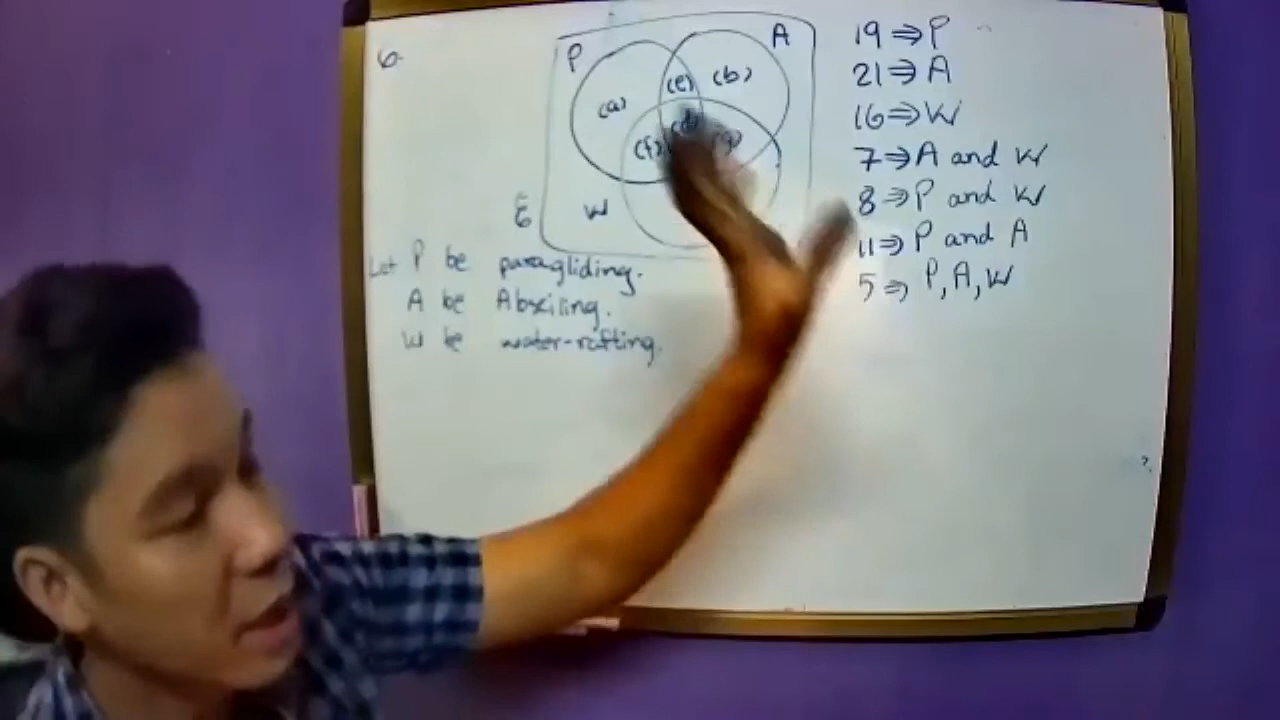 6.
P
A
(a)
(e)
(b)
(d)
(f)
(g)
ξ
W
Let P be paragliding.
A be Abseiling.
W be water-rafting.
19 ⇒ P
21 ⇒ A
16 ⇒ W
7 ⇒ A and W
8 ⇒ P and W
11 ⇒ P and A
5 ⇒ P, A, W